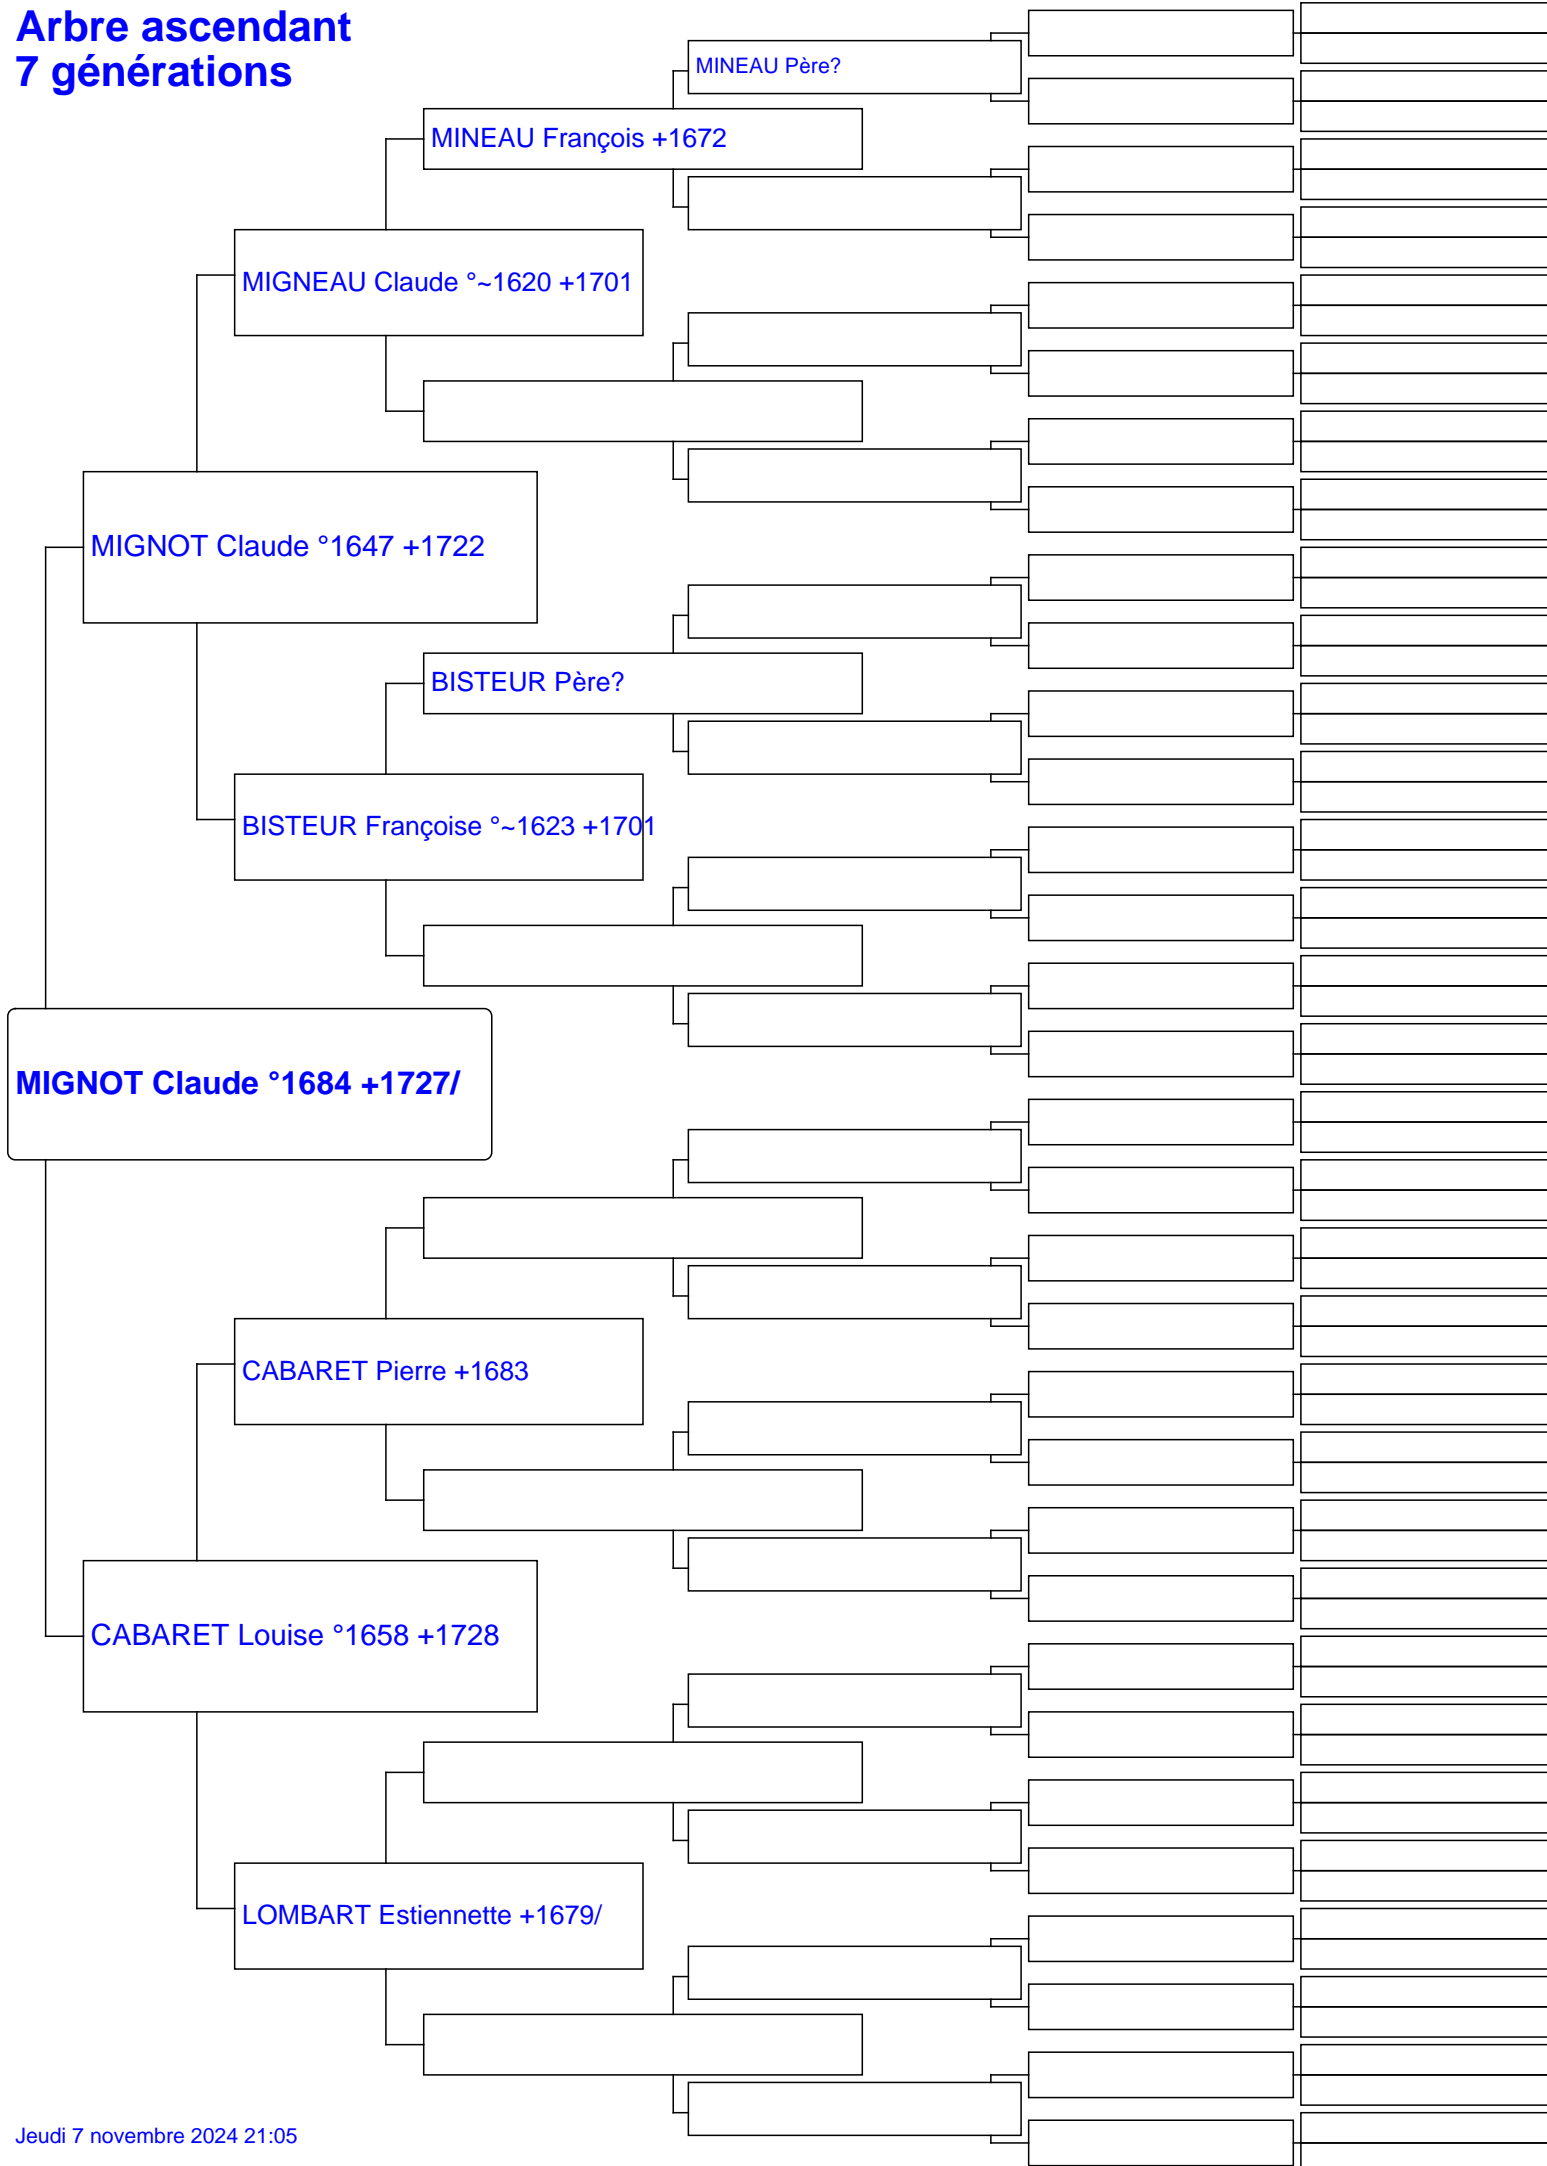 Arbre ascendant
7 générations
MINEAU Père?
MINEAU François +1672
MIGNEAU Claude °~1620 +1701
MIGNOT Claude °1647 +1722
BISTEUR Père?
BISTEUR Françoise °~1623 +1701
MIGNOT Claude °1684 +1727/
CABARET Pierre +1683
CABARET Louise °1658 +1728
LOMBART Estiennette +1679/
Jeudi 7 novembre 2024 21:05